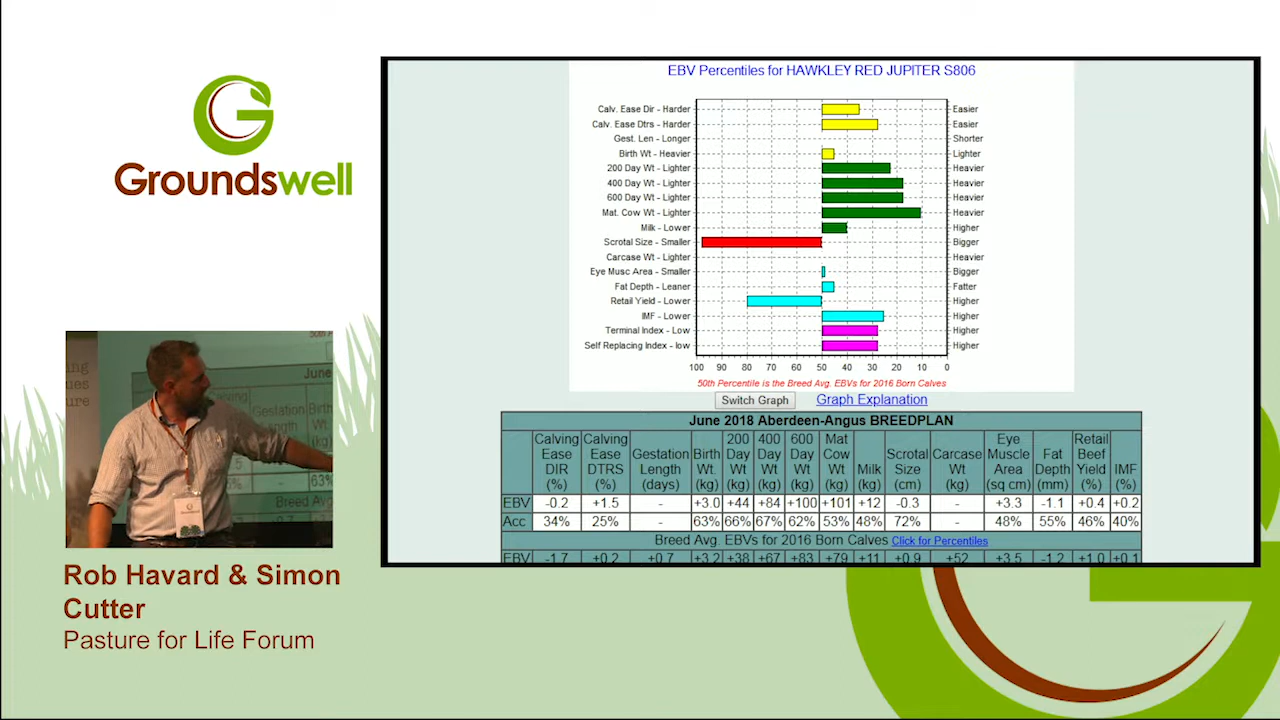 Groundswell
EBV Percentiles for HAWKLEY RED JUPITER S806
Calv. Ease Dir - Harder Easier
Calv. Ease Dtrs - Harder Easier
Gest. Len - Longer Shorter
Birth Wt - Heavier Lighter
200 Day Wt - Lighter Heavier
400 Day Wt - Lighter Heavier
600 Day Wt - Lighter Heavier
Mat. Cow Wt - Lighter Heavier
Milk - Lower Higher
Scrotal Size - Smaller Bigger
Carcase Wt - Lighter Heavier
Eye Musc Area - Smaller Bigger
Fat Depth - Leaner Fatter
Retail Yield - Lower Higher
IMF - Lower Higher
Terminal Index - Low Higher
Self Replacing Index - low Higher
100 90 80 70 60 50 40 30 20 10 0
50th Percentile is the Breed Avg. EBVs for 2016 Born Calves
Switch Graph Graph Explanation
June 2018 Aberdeen-Angus BREEDPLAN
Calving Ease DIR (%) Calving Ease DTRS (%) Gestation Length (days) Birth Wt. (kg) 200 Day Wt (kg) 400 Day Wt (kg) 600 Day Wt (kg) Mat Cow Wt (kg) Milk (kg) Scrotal Size (cm) Carcase Wt (kg) Eye Muscle Area (sq cm) Fat Depth (mm) Retail Beef Yield (%) IMF (%)
EBV -0.2 +1.5 - +3.0 +44 +84 +100 +101 +12 -0.3 - +3.3 -1.1 +0.4 +0.2
Acc 34% 25% - 63% 66% 67% 62% 53% 48% 72% - 48% 55% 46% 40%
Breed Avg. EBVs for 2016 Born Calves Click for Percentiles
EBV -1.7 +0.2 +0.7 +3.2 +38 +67 +83 +79 +11 +0.9 +52 +3.5 -1.2 +1.0 +0.1
June
Gestation Birth
Wt
(kg)
63%
Breed Av
Rob Havard & Simon
Cutter
Pasture for Life Forum